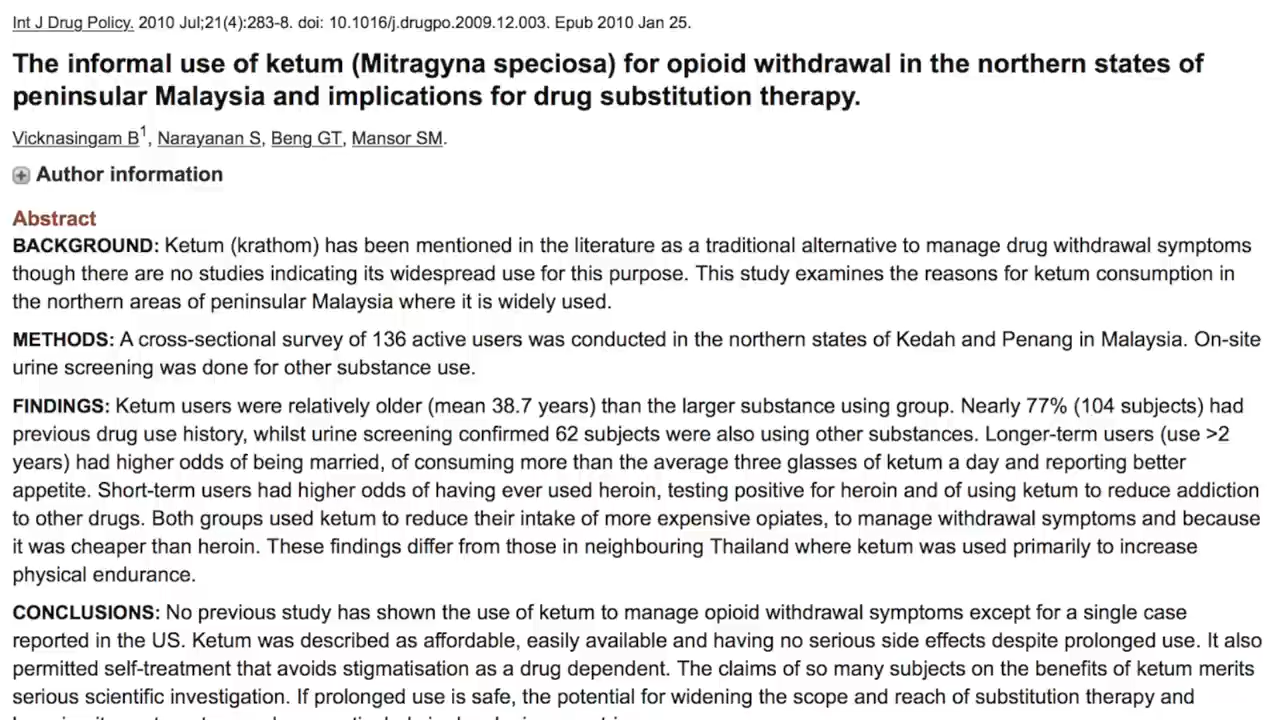 Int J Drug Policy. 2010 Jul;21(4):283-8. doi: 10.1016/j.drugpo.2009.12.003. Epub 2010 Jan 25.
The informal use of ketum (Mitragyna speciosa) for opioid withdrawal in the northern states of
peninsular Malaysia and implications for drug substitution therapy.
Vicknasingam B1, Narayanan S, Beng GT, Mansor SM.
Author information
Abstract
BACKGROUND: Ketum (krathom) has been mentioned in the literature as a traditional alternative to manage drug withdrawal symptoms
though there are no studies indicating its widespread use for this purpose. This study examines the reasons for ketum consumption in
the northern areas of peninsular Malaysia where it is widely used.
METHODS: A cross-sectional survey of 136 active users was conducted in the northern states of Kedah and Penang in Malaysia. On-site
urine screening was done for other substance use.
FINDINGS: Ketum users were relatively older (mean 38.7 years) than the larger substance using group. Nearly 77% (104 subjects) had
previous drug use history, whilst urine screening confirmed 62 subjects were also using other substances. Longer-term users (use >2
years) had higher odds of being married, of consuming more than the average three glasses of ketum a day and reporting better
appetite. Short-term users had higher odds of having ever used heroin, testing positive for heroin and of using ketum to reduce addiction
to other drugs. Both groups used ketum to reduce their intake of more expensive opiates, to manage withdrawal symptoms and because
it was cheaper than heroin. These findings differ from those in neighbouring Thailand where ketum was used primarily to increase
physical endurance.
CONCLUSIONS: No previous study has shown the use of ketum to manage opioid withdrawal symptoms except for a single case
reported in the US. Ketum was described as affordable, easily available and having no serious side effects despite prolonged use. It also
permitted self-treatment that avoids stigmatisation as a drug dependent. The claims of so many subjects on the benefits of ketum merits
serious scientific investigation. If prolonged use is safe, the potential for widening the scope and reach of substitution therapy and